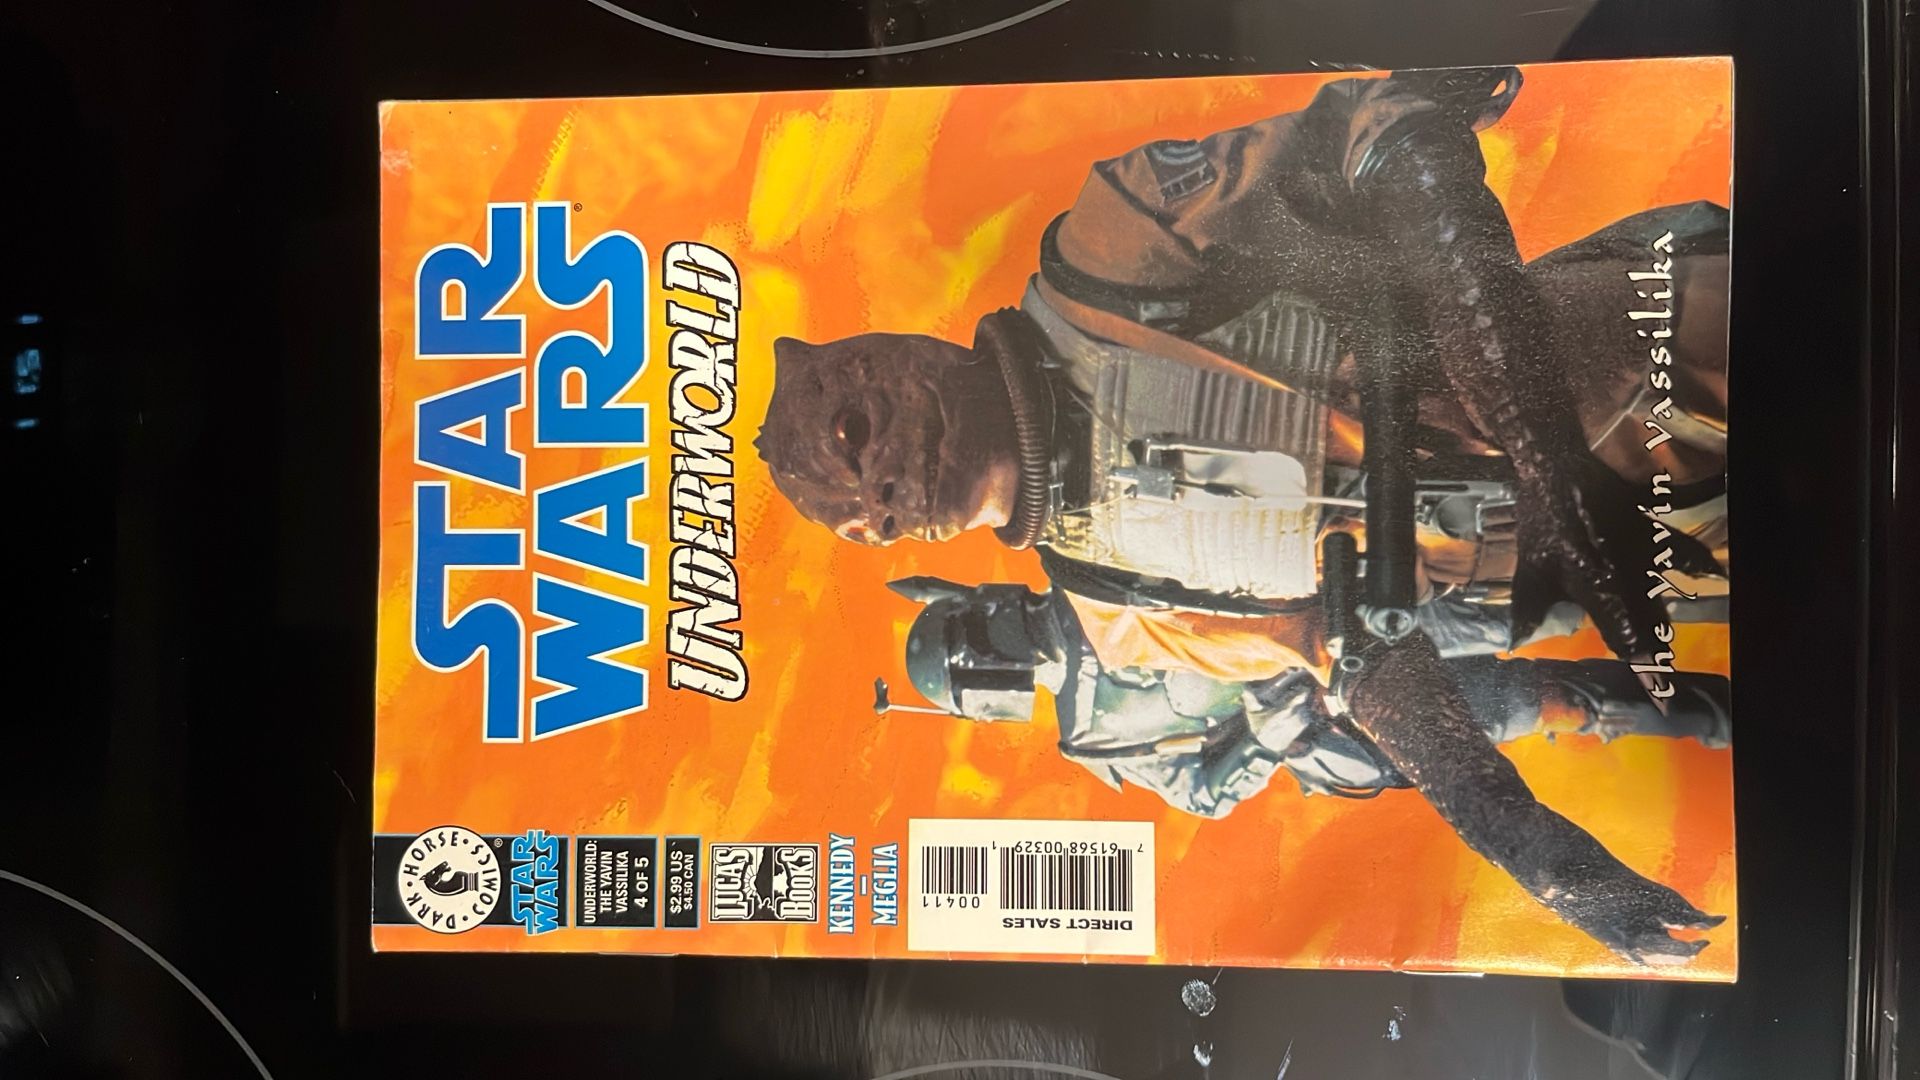 DARK HORSE COMICS
®
STAR
WARS
UNDERWORLD:
THE YAVIN
VASSILIKA
4 OF 5
$2.99 US
$4.50 CAN
LUCAS
BOOKS
KENNEDY
–
MEGLIA
STAR
WARS
®
UNDERWORLD
DIRECT SALES
7 61568 00329 1
00411
the Yavin vassilika